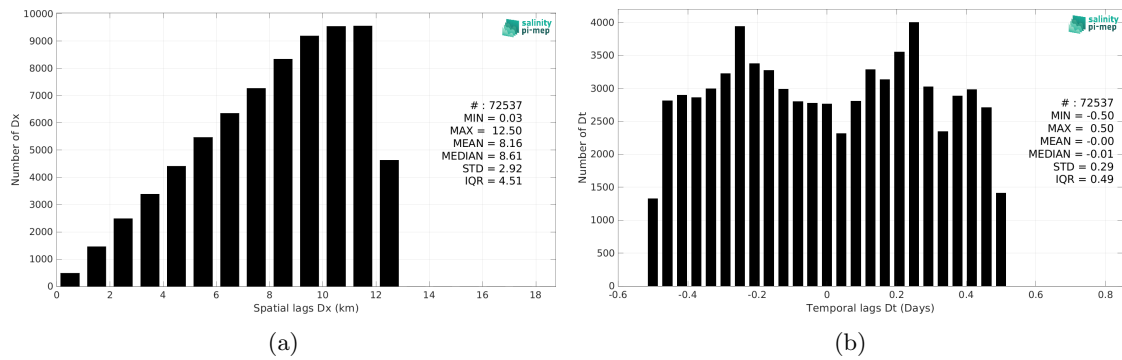 10000
9000
8000
7000
6000
5000
4000
3000
2000
1000
0
Number of Dx
salinity
pi-mep
# : 72537
MIN = 0.03
MAX = 12.50
MEAN = 8.16
MEDIAN = 8.61
STD = 2.92
IQR = 4.51
0 2 4 6 8 10 12 14 16 18
Spatial lags Dx (km)
(a)
4000
3500
3000
2500
2000
1500
1000
500
0
Number of Dt
salinity
pi-mep
# : 72537
MIN = -0.50
MAX = 0.50
MEAN = -0.00
MEDIAN = -0.01
STD = 0.29
IQR = 0.49
-0.6 -0.4 -0.2 0 0.2 0.4 0.6 0.8
Temporal lags Dt (Days)
(b)